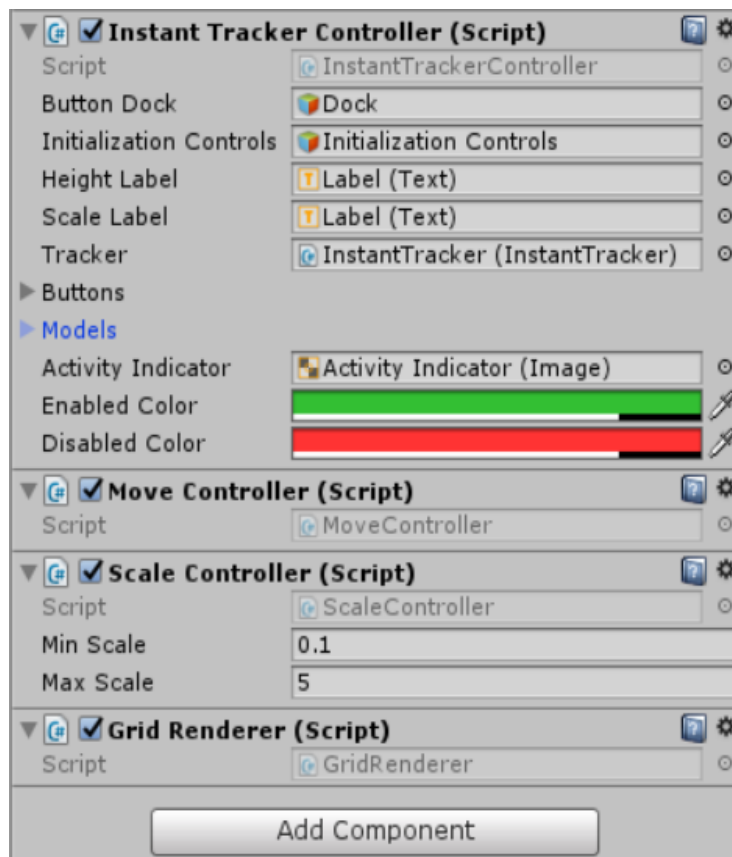 Instant Tracker Controller (Script)
Script InstantTrackerController
Button Dock Dock
Initialization Controls Initialization Controls
Height Label Label (Text)
Scale Label Label (Text)
Tracker InstantTracker (InstantTracker)
Buttons
Models
Activity Indicator Activity Indicator (Image)
Enabled Color
Disabled Color
Move Controller (Script)
Script MoveController
Scale Controller (Script)
Script ScaleController
Min Scale 0.1
Max Scale 5
Grid Renderer (Script)
Script GridRenderer
Add Component